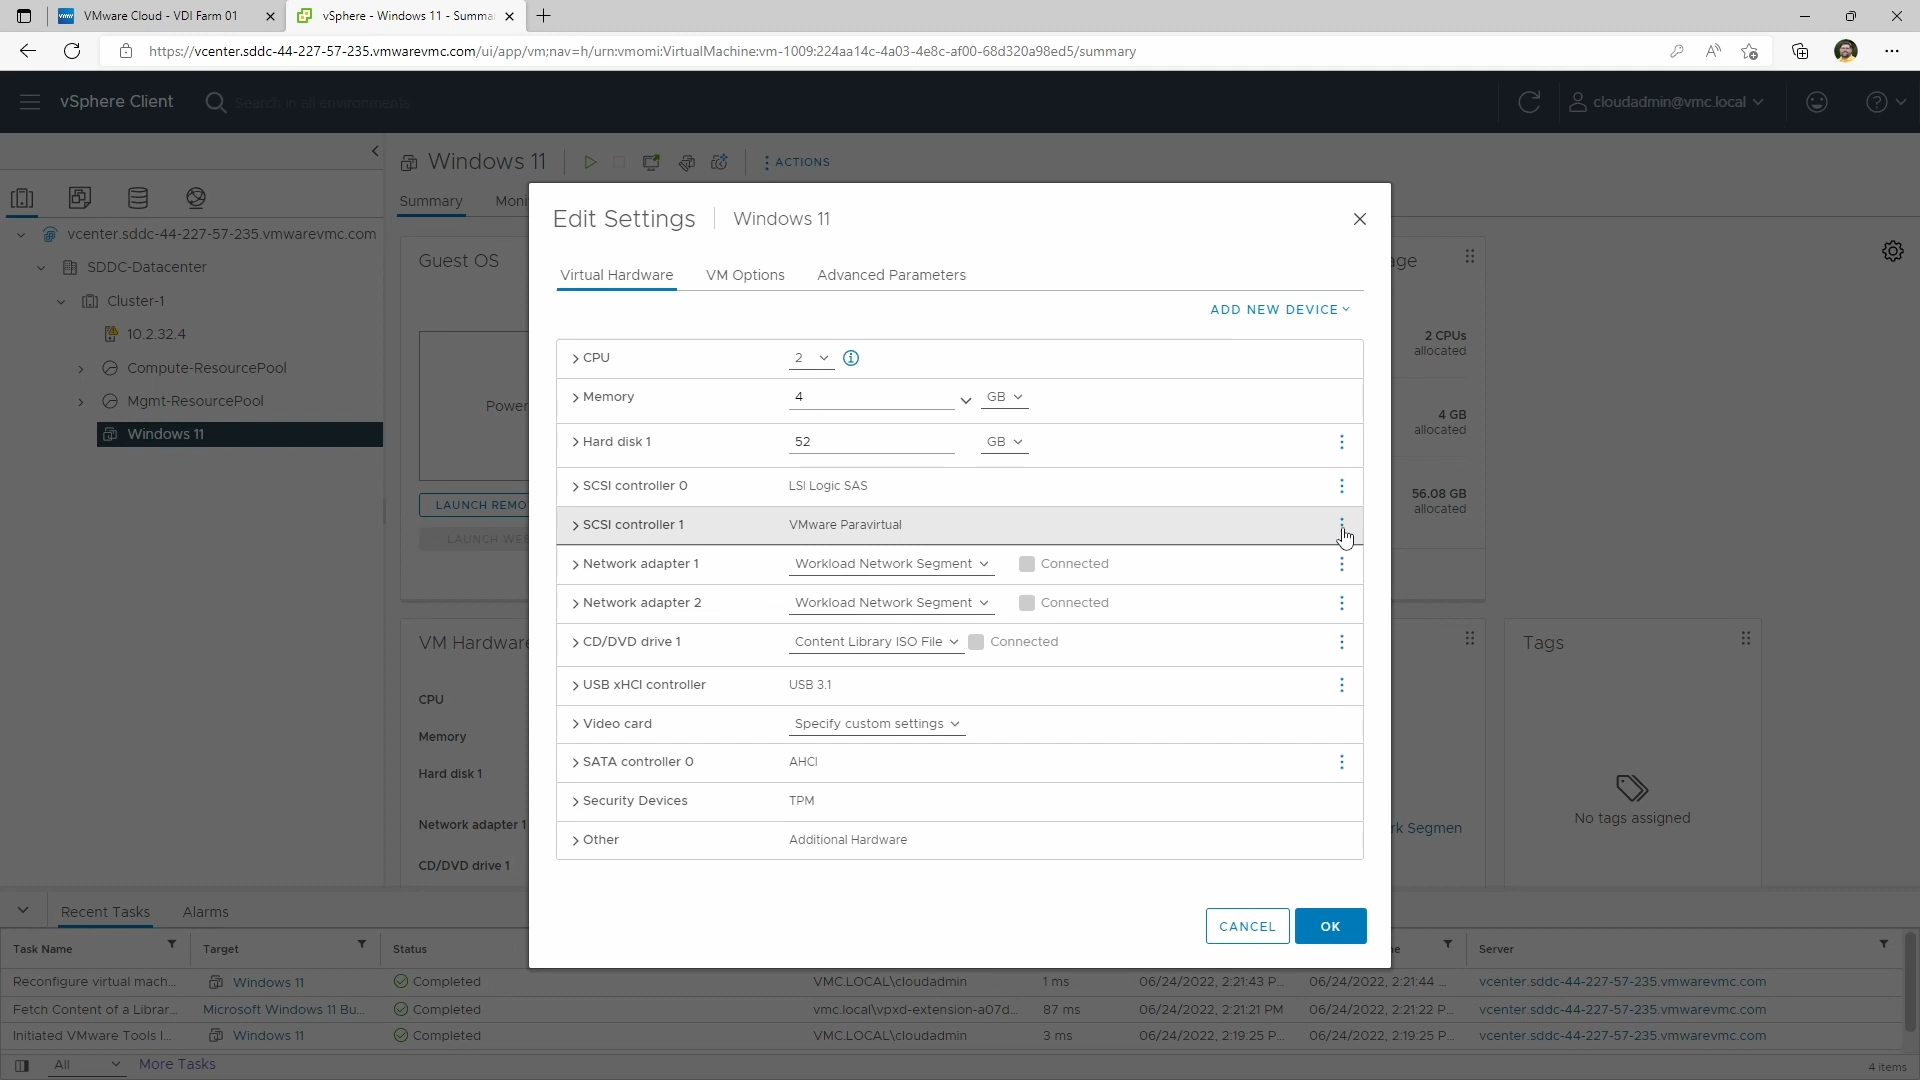 VMware Cloud - VDI Farm 01
vSphere - Windows 11 - Summa
https://vcenter.sddc-44-227-57-235.vmwarevmc.com/ui/app/vm;nav=h/urn:vmomi:VirtualMachine:vm-1009:224aa14c-4a03-4e8c-af00-68d320a98ed5/summary
vSphere Client
Search in all environments
cloudadmin@vmc.local
Windows 11
ACTIONS
Summary
Moni
vcenter.sddc-44-227-57-235.vmwarevmc.com
SDDC-Datacenter
Cluster-1
10.2.32.4
Compute-ResourcePool
Mgmt-ResourcePool
Windows 11
Guest OS
Power
LAUNCH REMO
LAUNCH WE
VM Hardware
CPU
Memory
Hard disk 1
Network adapter 1
CD/DVD drive 1
Edit Settings
Windows 11
Virtual Hardware
VM Options
Advanced Parameters
ADD NEW DEVICE
CPU 2
Memory 4 GB
Hard disk 1 52 GB
SCSI controller 0 LSI Logic SAS
SCSI controller 1 VMware Paravirtual
Network adapter 1 Workload Network Segment Connected
Network adapter 2 Workload Network Segment Connected
CD/DVD drive 1 Content Library ISO File Connected
USB xHCI controller USB 3.1
Video card Specify custom settings
SATA controller 0 AHCI
Security Devices TPM
Other Additional Hardware
CANCEL
OK
age
2 CPUs
allocated
4 GB
allocated
56.08 GB
allocated
rk Segmen
Tags
No tags assigned
Recent Tasks
Alarms
Task Name Target Status ne Server
Reconfigure virtual mach... Windows 11 Completed VMC.LOCAL\cloudadmin 1 ms 06/24/2022, 2:21:43 P... 06/24/2022, 2:21:44 ... vcenter.sddc-44-227-57-235.vmwarevmc.com
Fetch Content of a Librar... Microsoft Windows 11 Bu... Completed vmc.local\vpxd-extension-a07d... 87 ms 06/24/2022, 2:21:21 PM 06/24/2022, 2:21:22 P... vcenter.sddc-44-227-57-235.vmwarevmc.com
Initiated VMware Tools I... Windows 11 Completed VMC.LOCAL\cloudadmin 3 ms 06/24/2022, 2:19:25 P... 06/24/2022, 2:19:25 P... vcenter.sddc-44-227-57-235.vmwarevmc.com
All
More Tasks
4 items